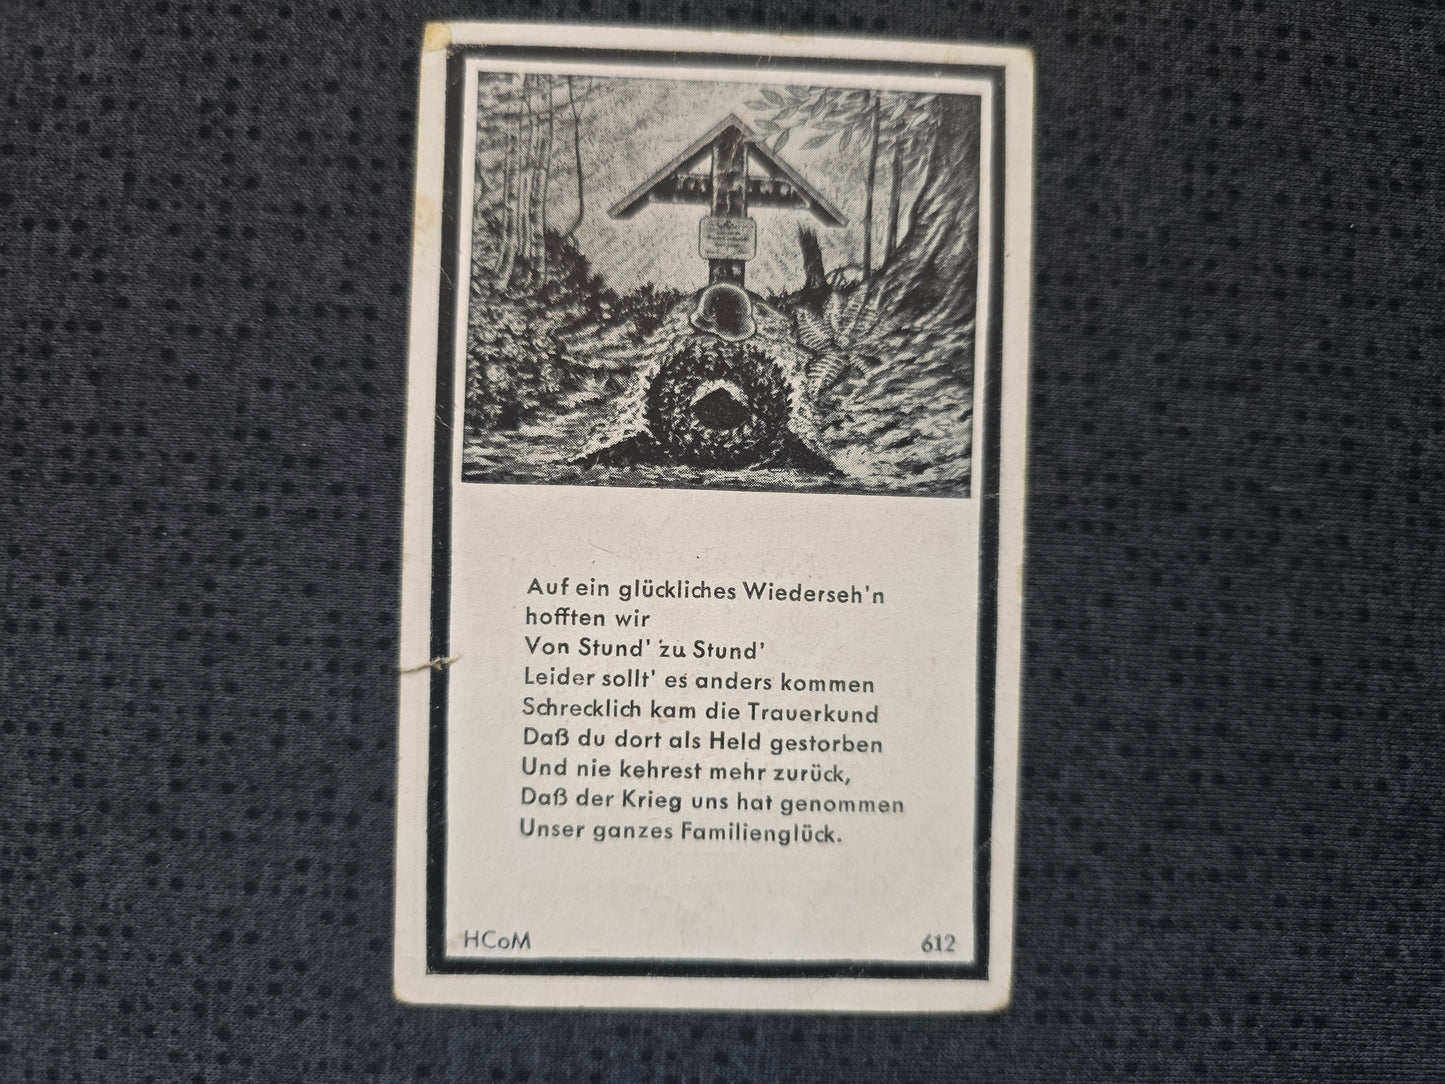 Auf ein glückliches Wiederseh'n
hofften wir
Von Stund' zu Stund'
Leider sollt' es anders kommen
Schrecklich kam die Trauerkund
Daß du dort als Held gestorben
Und nie kehrest mehr zurück,
Daß der Krieg uns hat genommen
Unser ganzes Familienglück.
HCoM
612